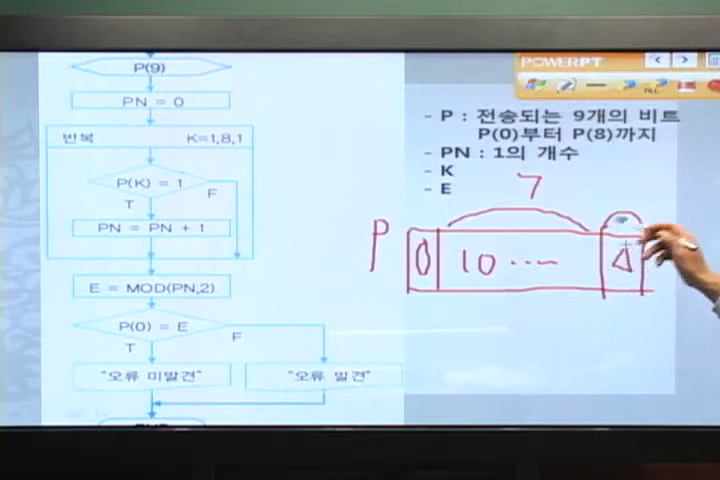 P(9)
PN = 0
반복 K=1,8,1
P(K) = 1
T F
PN = PN + 1
E = MOD(PN,2)
P(0) = E
T F
"오류 미발견" "오류 발견"
POWERPT
- P : 전송되는 9개의 비트
P(0)부터 P(8)까지
- PN : 1의 개수
- K
- E
7
P 0 10 ....